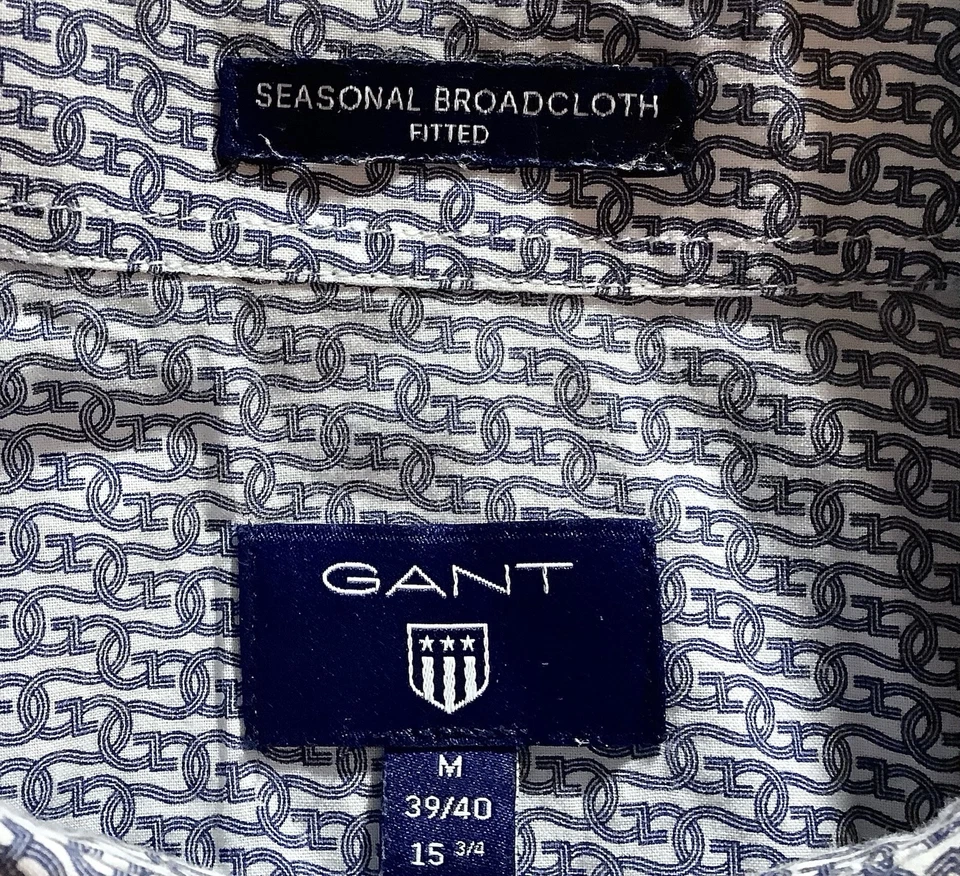 SEASONAL BROADCLOTH
FITTED
GANT
M
39/40
15 3/4